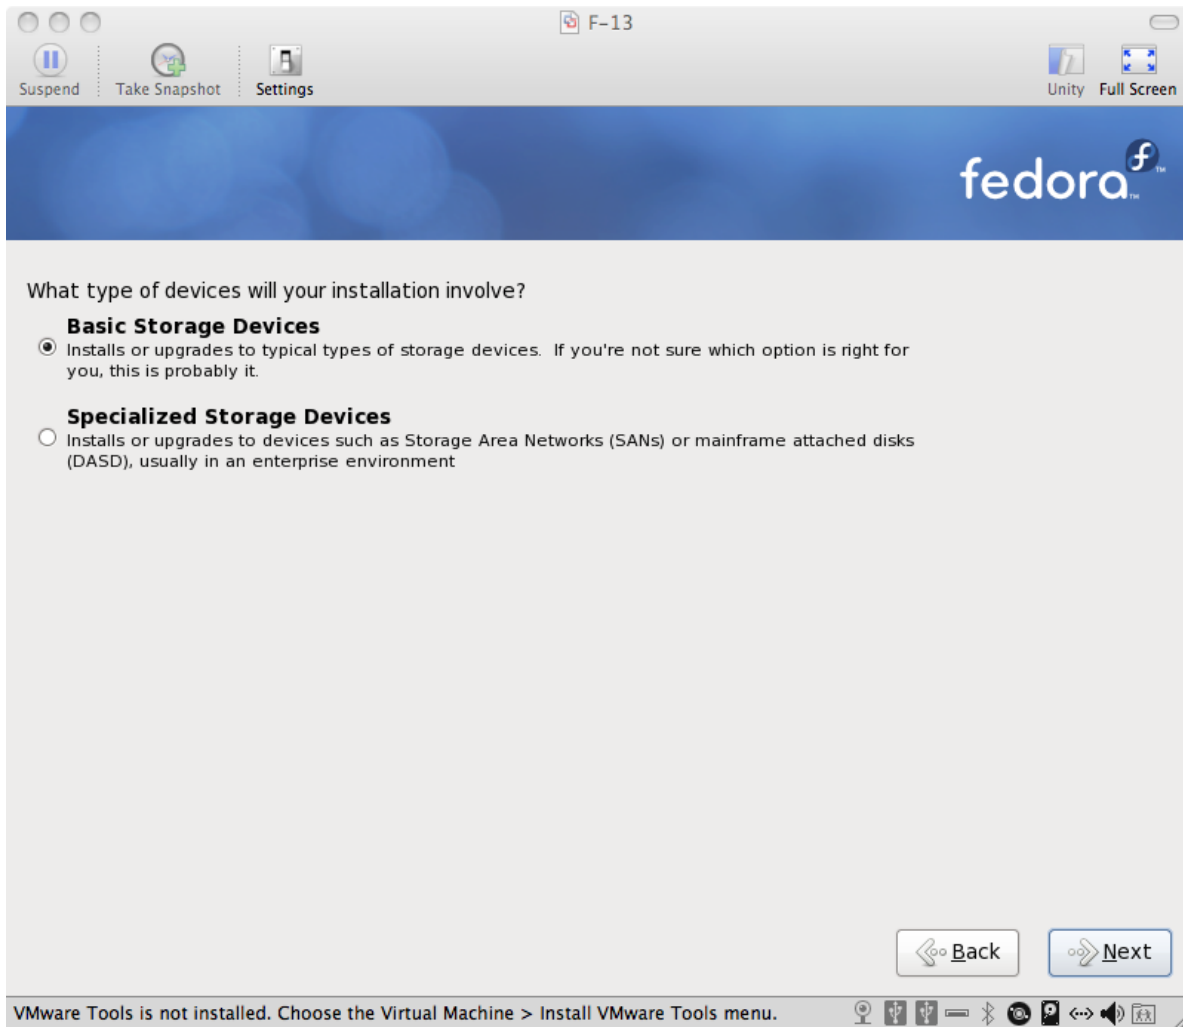 F-13
Suspend Take Snapshot Settings Unity Full Screen
fedora™
What type of devices will your installation involve?
Basic Storage Devices
Installs or upgrades to typical types of storage devices.  If you're not sure which option is right for
you, this is probably it.
Specialized Storage Devices
Installs or upgrades to devices such as Storage Area Networks (SANs) or mainframe attached disks
(DASD), usually in an enterprise environment
Back Next
VMware Tools is not installed. Choose the Virtual Machine > Install VMware Tools menu.